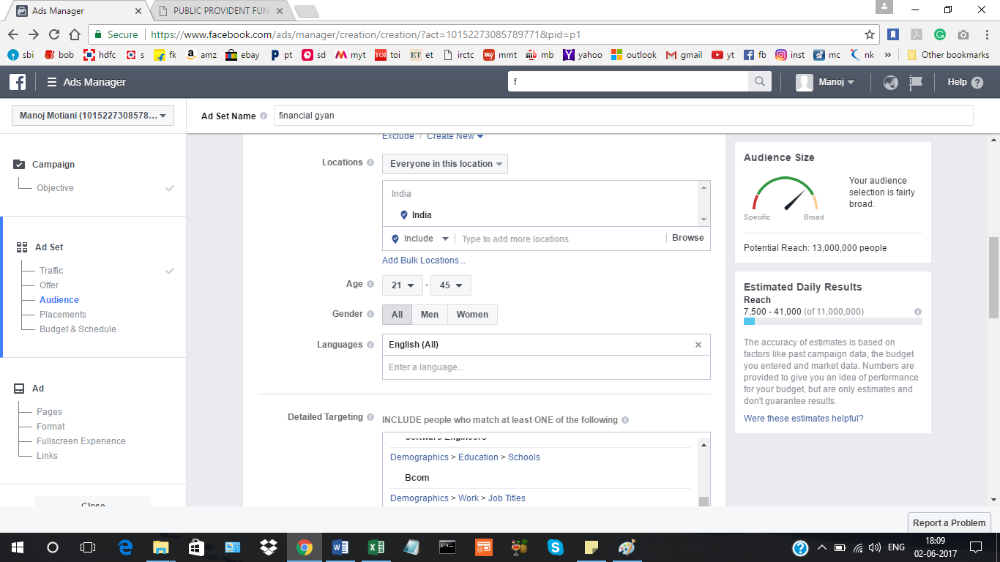 Ads Manager
PUBLIC PROVIDENT FUN
Secure
https://www.facebook.com/ads/manager/creation/creation/?act=10152273085789771&pid=p1
sbi bob hdfc s fk amz ebay pt sd myt toi et irctc mmt mb yahoo outlook gmail yt fb inst mc nk » Other bookmarks
Ads Manager
f
Manoj
Help
Manoj Motiani (1015227308578...
Ad Set Name
financial gyan
Campaign
Objective
Ad Set
Traffic
Offer
Audience
Placements
Budget & Schedule
Ad
Pages
Format
Fullscreen Experience
Links
Close
Exclude | Create New
Locations
Everyone in this location
India
India
Include
Type to add more locations
Browse
Add Bulk Locations...
Age
21 - 45
Gender
All Men Women
Languages
English (All)
Enter a language...
Detailed Targeting
INCLUDE people who match at least ONE of the following
Software Engineers
Demographics > Education > Schools
Bcom
Demographics > Work > Job Titles
Audience Size
Specific
Broad
Your audience
selection is fairly
broad.
Potential Reach: 13,000,000 people
Estimated Daily Results
Reach
7,500 - 41,000 (of 11,000,000)
The accuracy of estimates is based on
factors like past campaign data, the budget
you entered and market data. Numbers are
provided to give you an idea of performance
for your budget, but are only estimates and
don't guarantee results.
Were these estimates helpful?
Report a Problem
ENG
18:09
02-06-2017